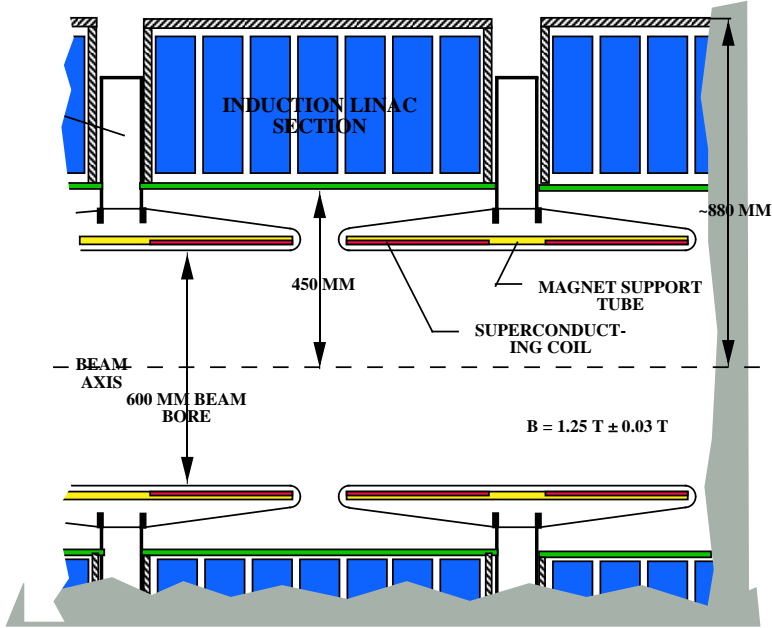 INDUCTION LINAC
SECTION
~880 MM
450 MM
MAGNET SUPPORT
TUBE
SUPERCONDUCT-
ING COIL
BEAM
AXIS
600 MM BEAM
BORE
B = 1.25 T ± 0.03 T